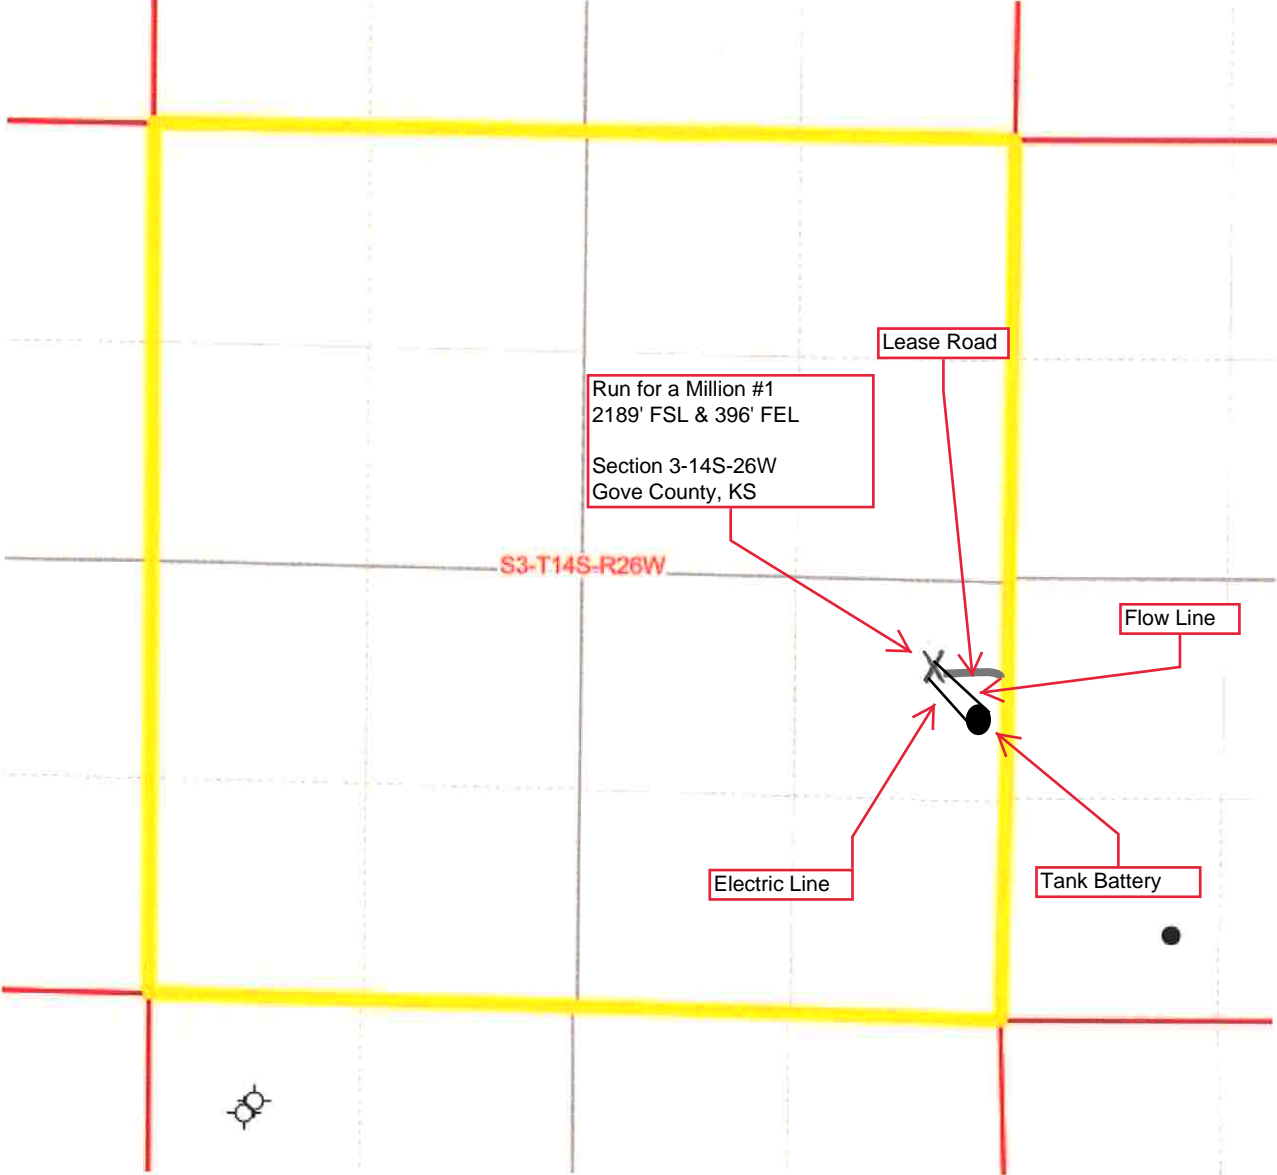 Lease Road
Run for a Million #1
2189' FSL & 396' FEL
Section 3-14S-26W
Gove County, KS
S3-T14S-R26W
Flow Line
Electric Line
Tank Battery